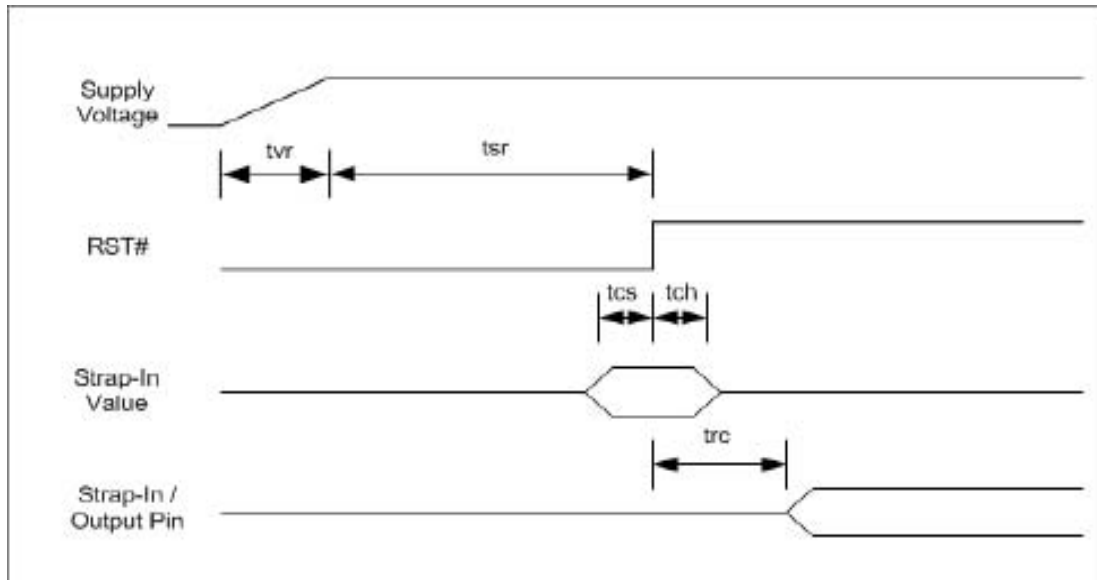 Supply
Voltage
tvr
tsr
RST#
tcs
tch
Strap-In
Value
trc
Strap-In /
Output Pin